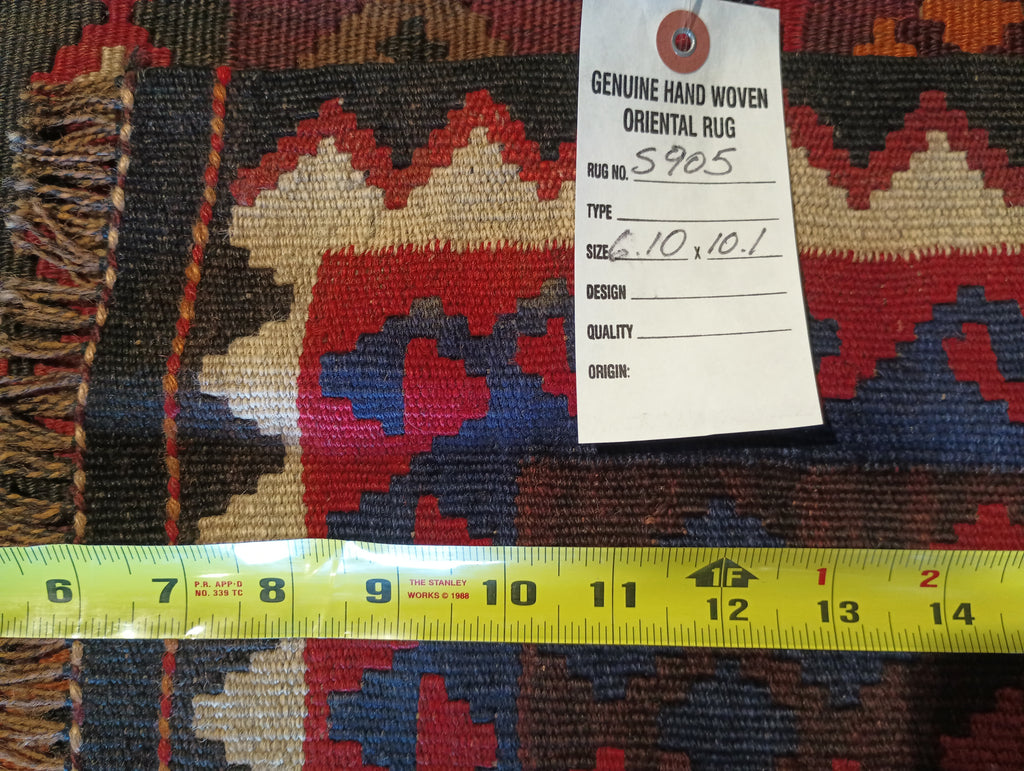 GENUINE HAND WOVEN
ORIENTAL RUG
RUG NO. S905
TYPE
SIZE 6.10 x 10.1
DESIGN
QUALITY
ORIGIN:
6 7 P.R. APP'D 8 9 THE STANLEY 10 11 1F 12 1 13 2 14
NO. 339 TC WORKS © 1988